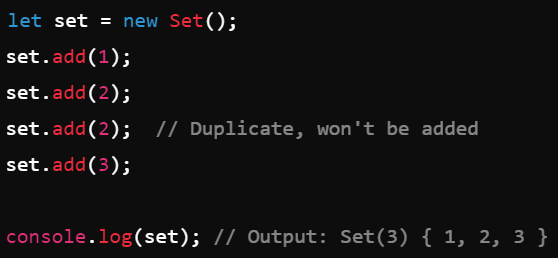 let set = new Set();
set.add(1);
set.add(2);
set.add(2);  // Duplicate, won't be added
set.add(3);

console.log(set); // Output: Set(3) { 1, 2, 3 }